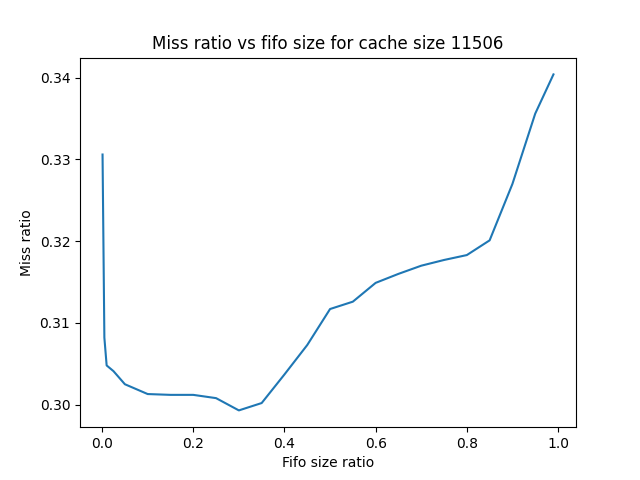 Miss ratio vs fifo size for cache size 11506
0.34
0.33
0.32
0.31
0.30
Miss ratio
0.0 0.2 0.4 0.6 0.8 1.0
Fifo size ratio